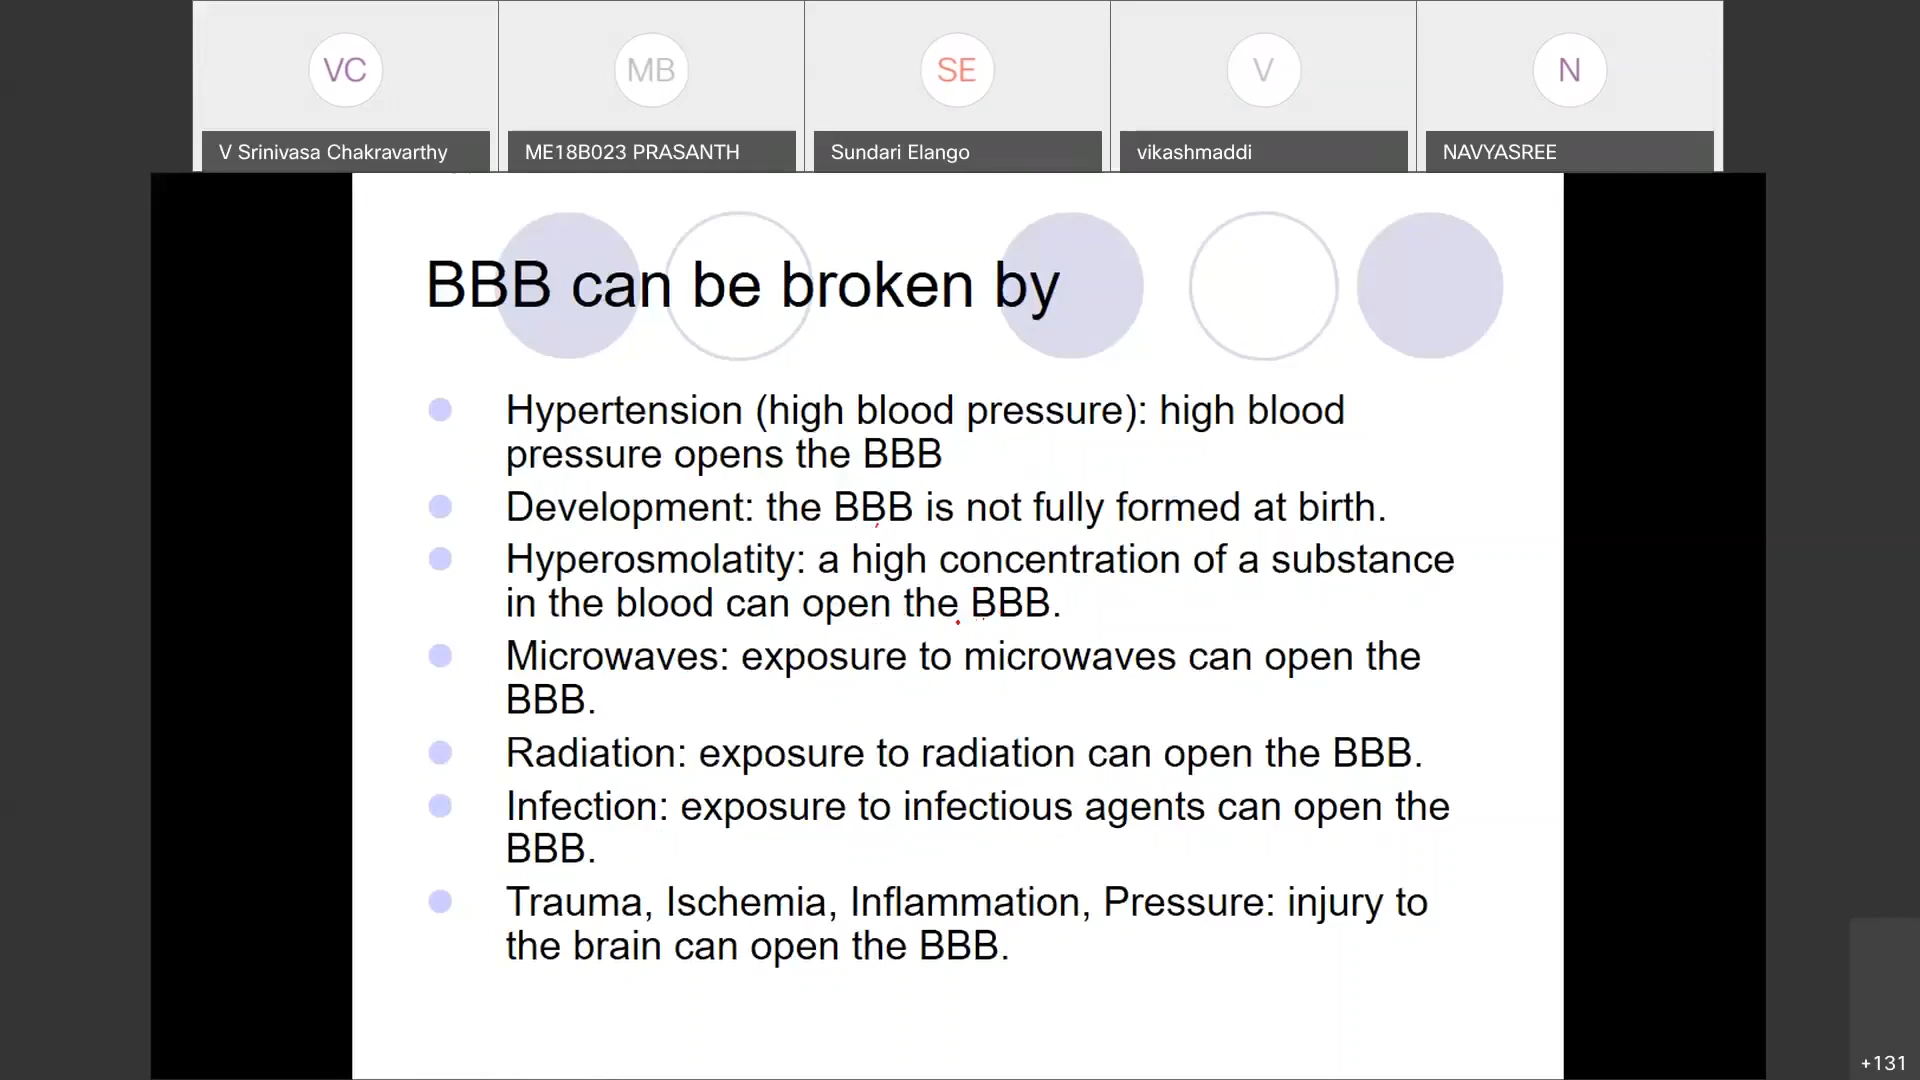 VC
MB
SE
V
N
V Srinivasa Chakravarthy
ME18B023 PRASANTH
Sundari Elango
vikashmaddi
NAVYASREE
BBB can be broken by
Hypertension (high blood pressure): high blood
pressure opens the BBB
Development: the BBB is not fully formed at birth.
Hyperosmolatity: a high concentration of a substance
in the blood can open the BBB.
Microwaves: exposure to microwaves can open the
BBB.
Radiation: exposure to radiation can open the BBB.
Infection: exposure to infectious agents can open the
BBB.
Trauma, Ischemia, Inflammation, Pressure: injury to
the brain can open the BBB.
+131